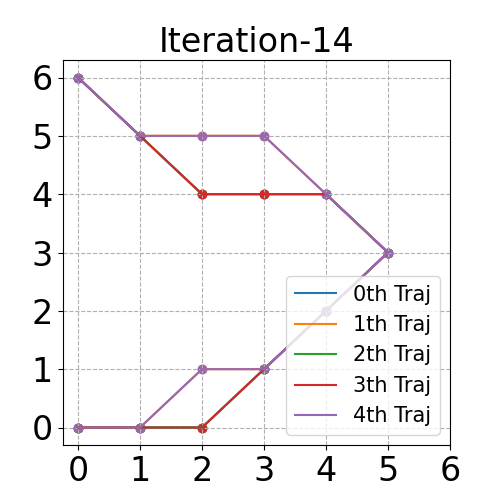 Iteration-14
6
5
4
3
2
1
0
0th Traj
1th Traj
2th Traj
3th Traj
4th Traj
0 1 2 3 4 5 6